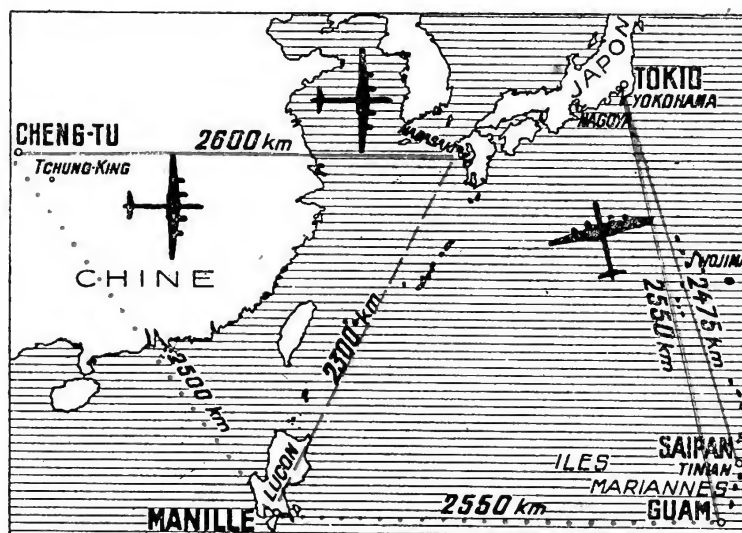 JAPON
TOKIO
YOKOHAMA
NAGOYA
CHENG-TU
2600 km
NAGASAKI
TCHUNG-KING
CHINE
2475 km
2550 km
2300 km
2500 km
LUCON
SAIPAN
TINIAN
ILES
MARIANNES
GUAM
MANILLE
2550 km